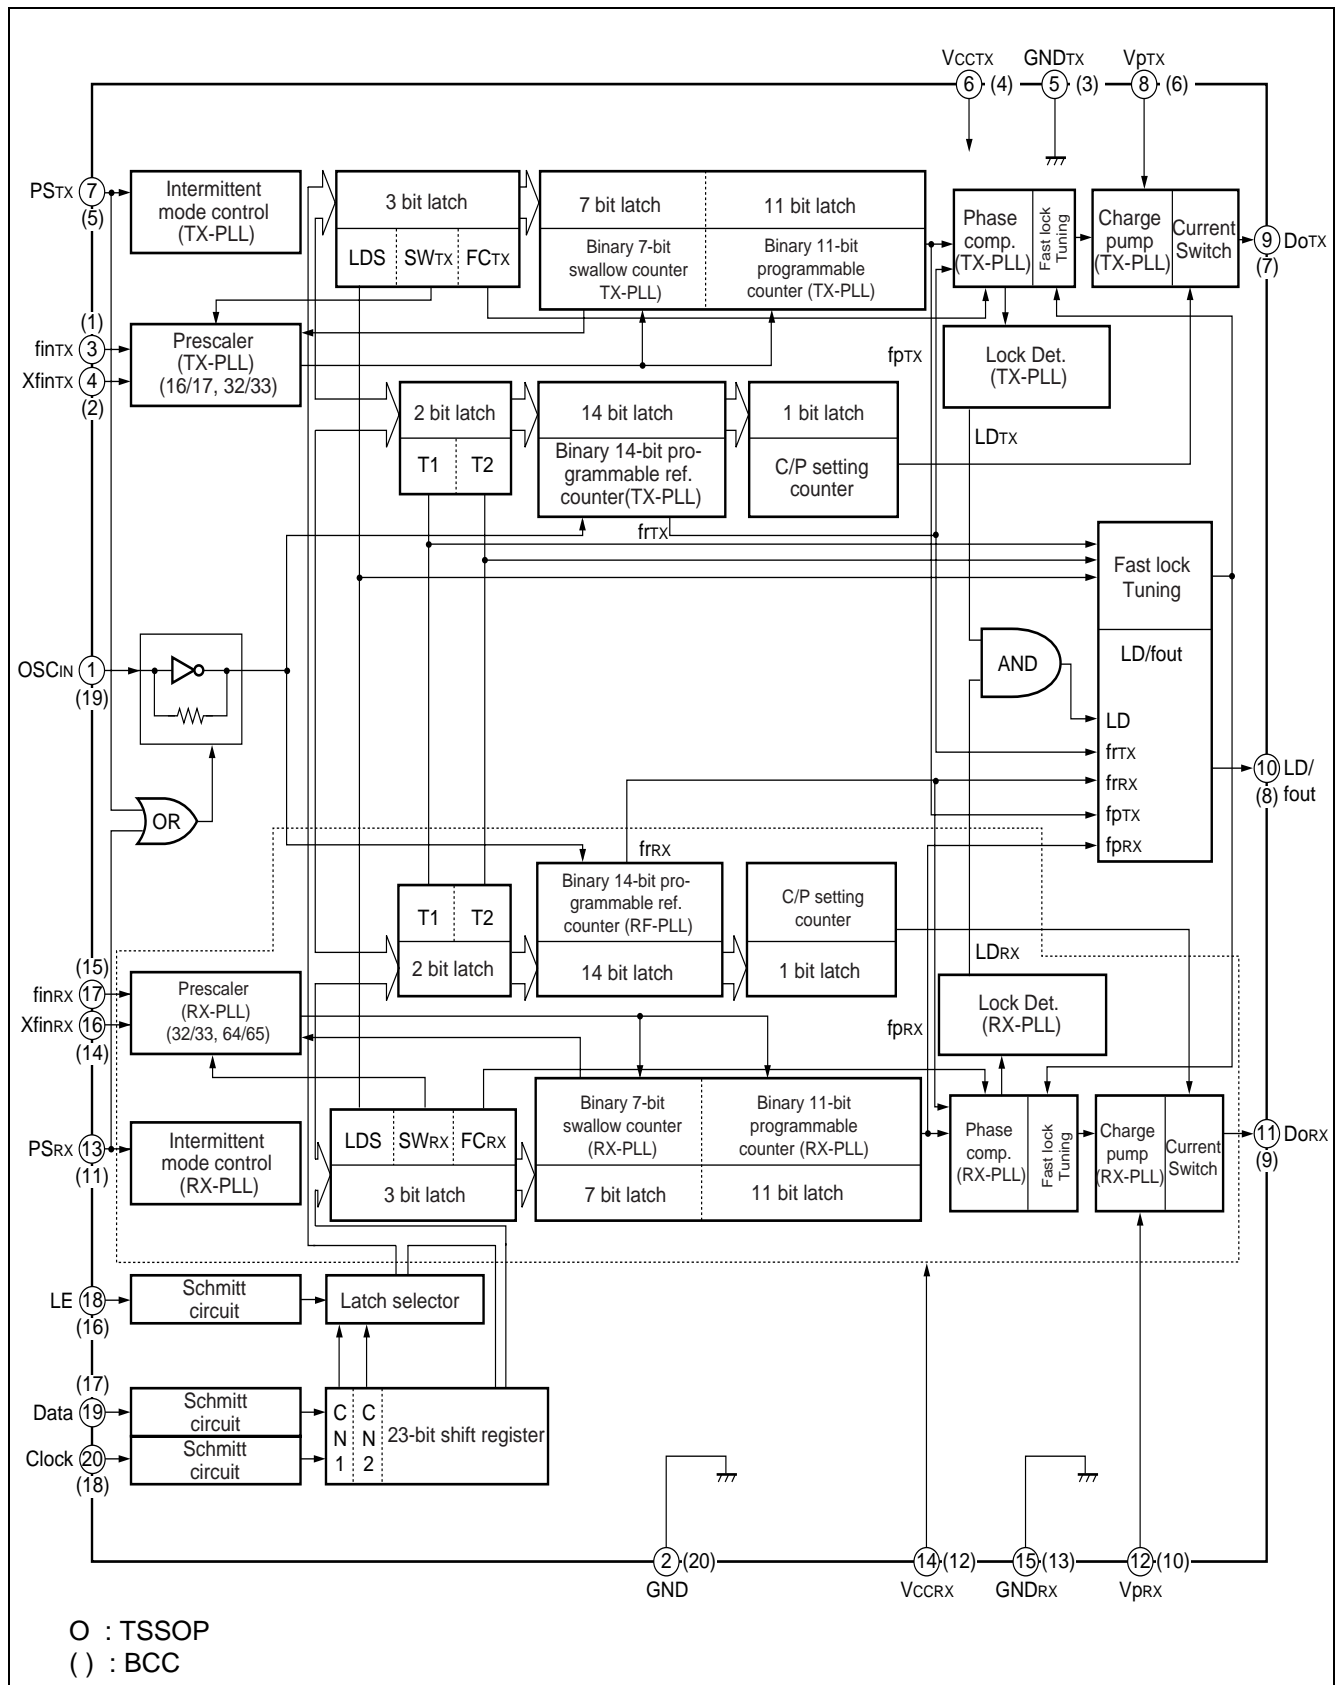 VCCTX GNDTX VpTX
6 (4) 5 (3) 8 (6)
PSTX 7
(5)
Intermittent
mode control
(TX-PLL)
3 bit latch
LDS SWTX FCTX
7 bit latch
11 bit latch
Binary 7-bit
swallow counter
TX-PLL)
Binary 11-bit
programmable
counter (TX-PLL)
Phase
comp.
(TX-PLL)
Fast lock
Tuning
Charge
pump
(TX-PLL)
Current
Switch
9 DoTX
(7)
(1)
finTX 3
XfinTX 4
(2)
Prescaler
(TX-PLL)
(16/17, 32/33)
fpTX
Lock Det.
(TX-PLL)
2 bit latch
T1 T2
14 bit latch
Binary 14-bit pro-
grammable ref.
counter(TX-PLL)
1 bit latch
C/P setting
counter
LDTX
frTX
Fast lock
Tuning
OSCIN 1
(19)
AND
LD/fout
LD
frTX
frRX
fpTX
fpRX
10 LD/
(8) fout
OR
frRX
T1 T2
2 bit latch
Binary 14-bit pro-
grammable ref.
counter (RF-PLL)
14 bit latch
C/P setting
counter
1 bit latch
LDRX
(15)
finRX 17
XfinRX 16
(14)
Prescaler
(RX-PLL)
(32/33, 64/65)
Lock Det.
(RX-PLL)
fpRX
PSRX 13
(11)
Intermittent
mode control
(RX-PLL)
LDS SWRX FCRX
3 bit latch
Binary 7-bit
swallow counter
(RX-PLL)
Binary 11-bit
programmable
counter (RX-PLL)
7 bit latch
11 bit latch
Phase
comp.
(RX-PLL)
Fast lock
Tuning
Charge
pump
(RX-PLL)
Current
Switch
11 DoRX
(9)
LE 18
(16)
Schmitt
circuit
Latch selector
(17)
Data 19
Schmitt
circuit
Clock 20
(18)
Schmitt
circuit
C
N
1
C
N
2
23-bit shift register
2 (20) 14 (12) 15 (13) 12 (10)
GND VCCRX GNDRX VpRX
O : TSSOP
( ) : BCC